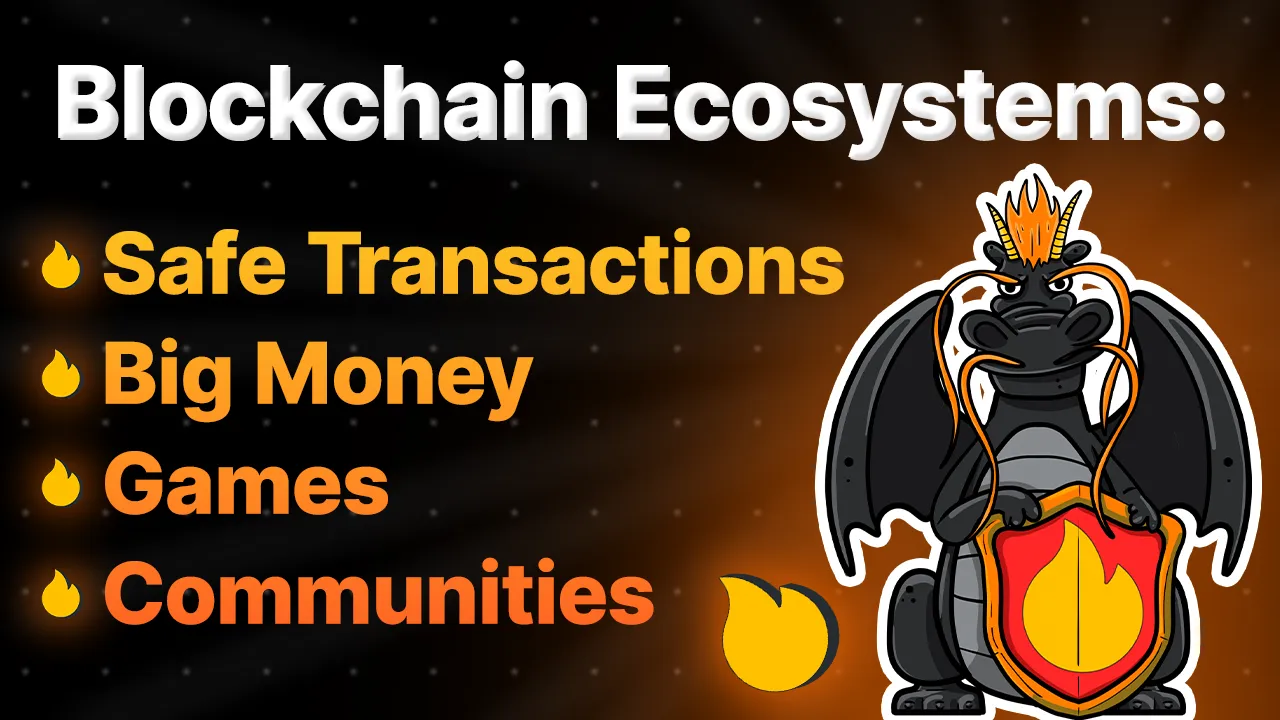 Blockchain Ecosystems:
Safe Transactions
Big Money
Games
Communities